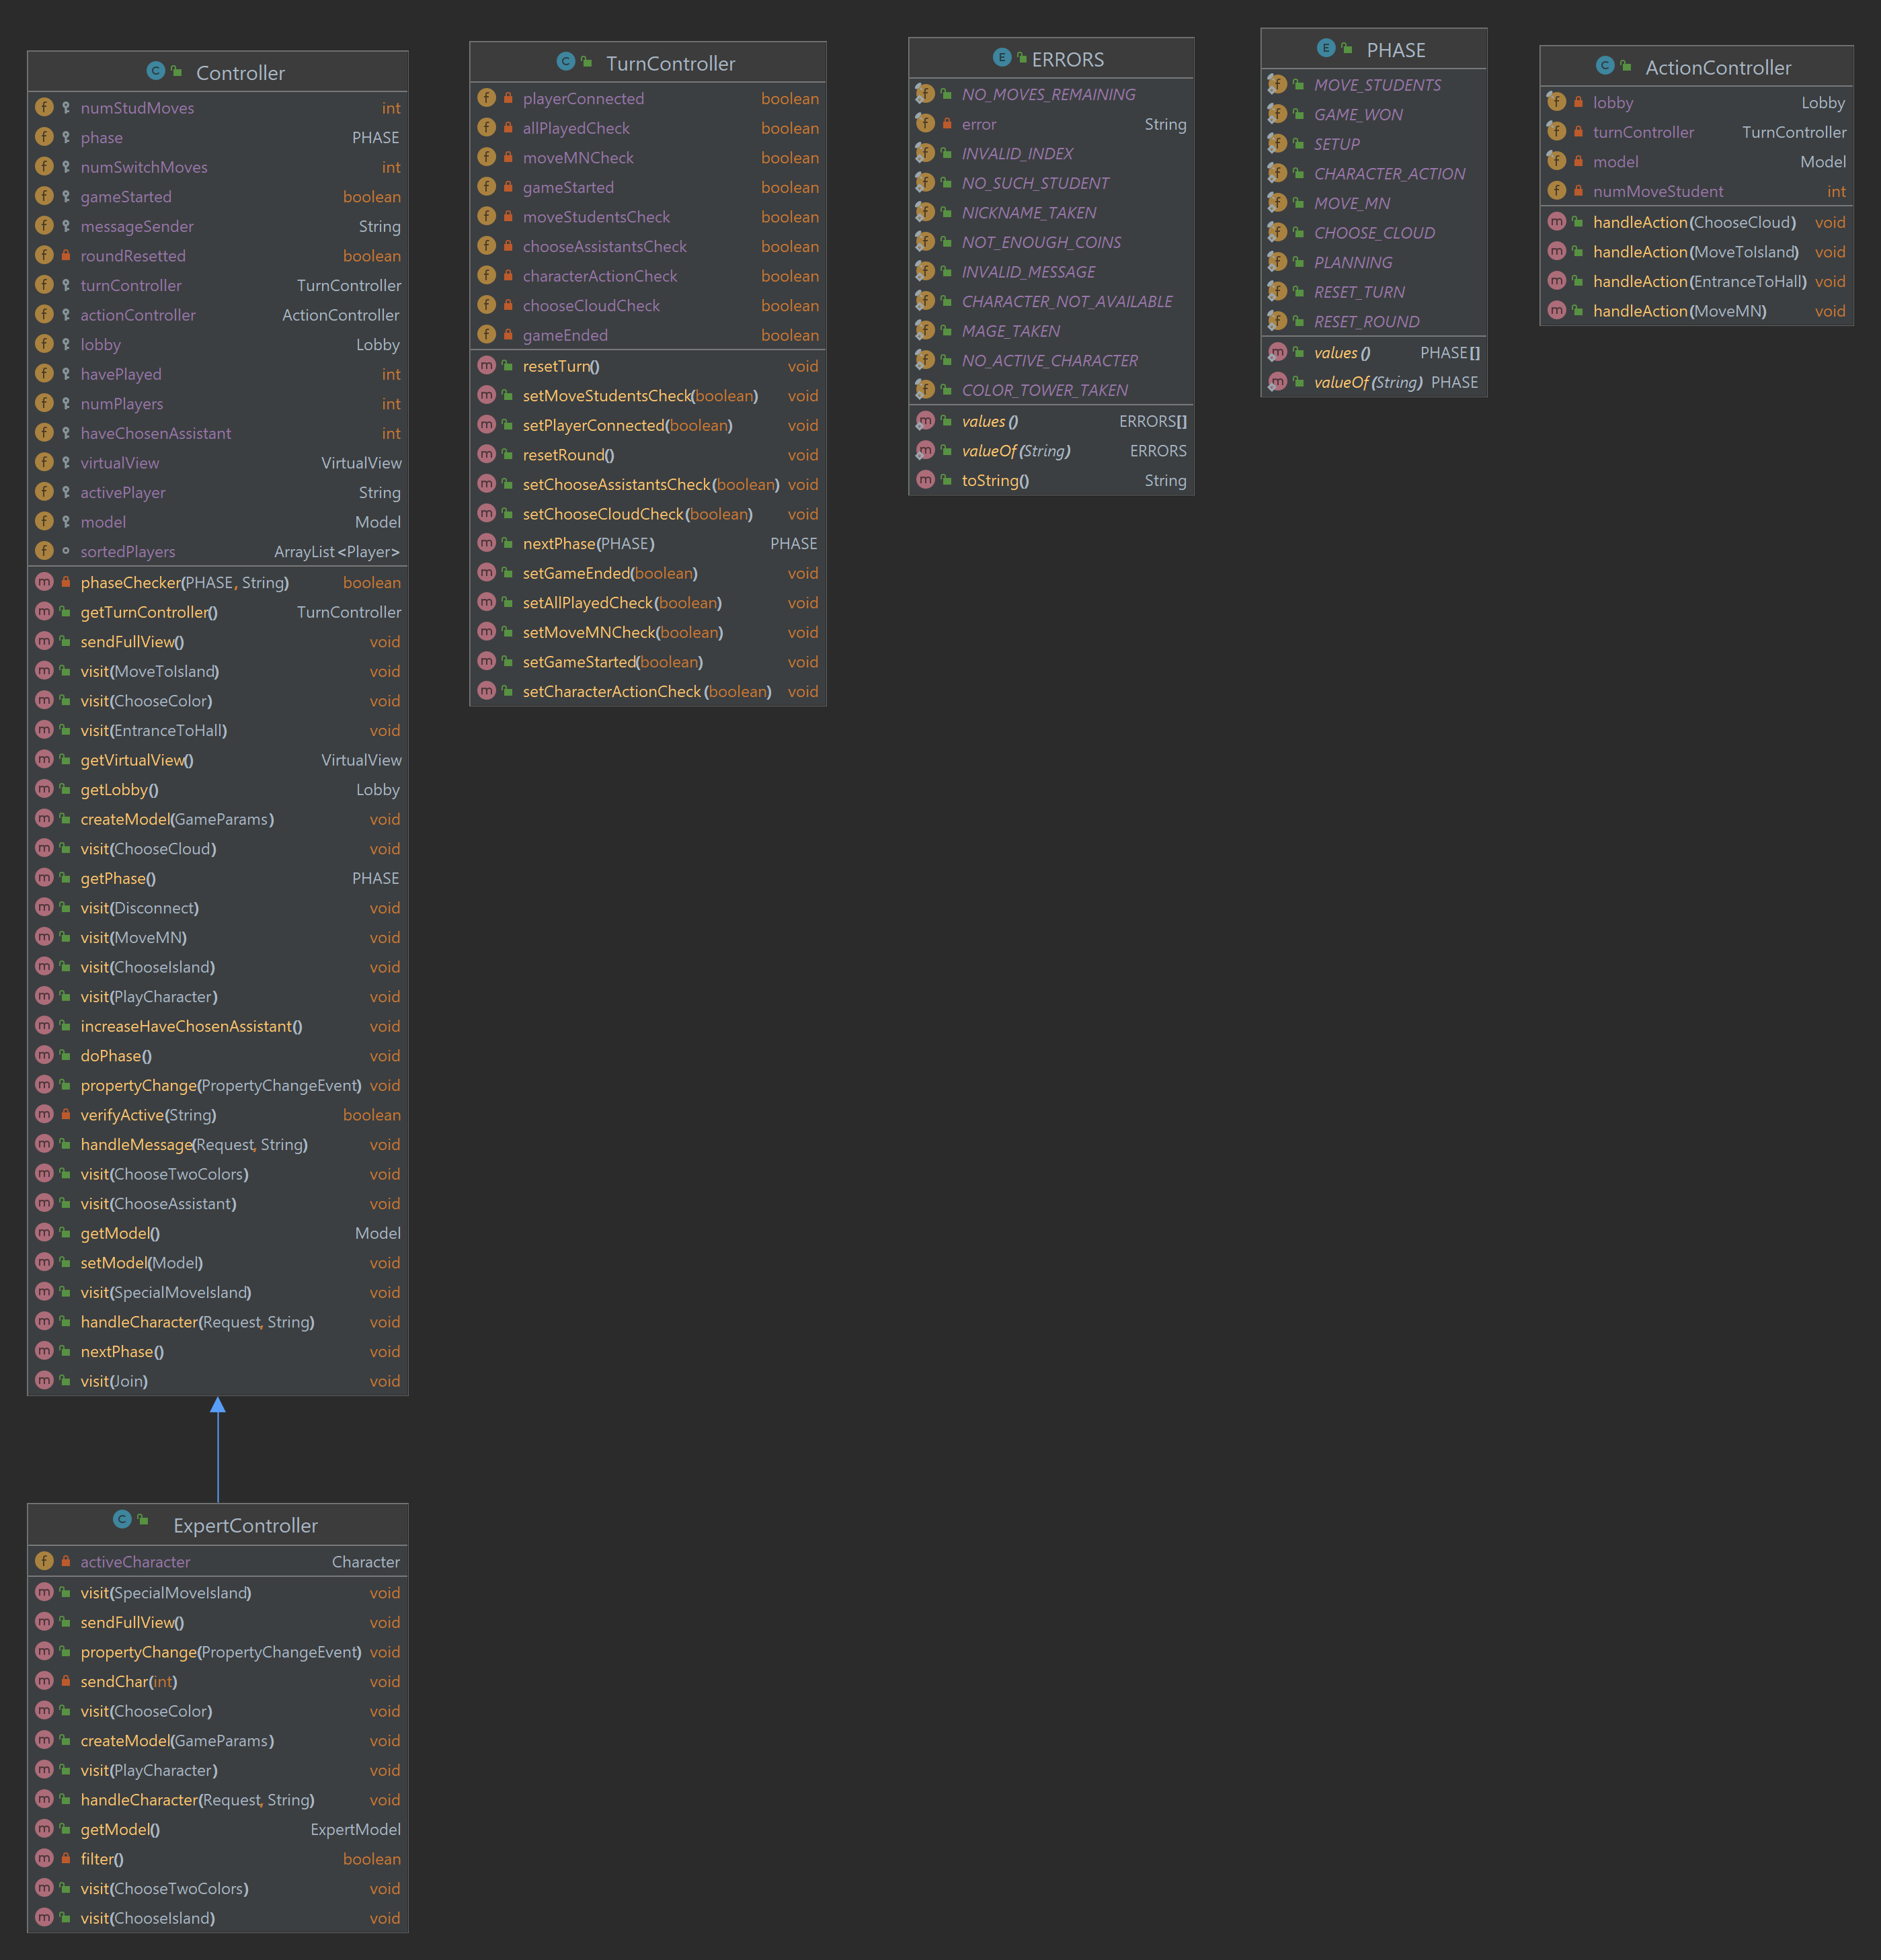 Controller
numStudMoves int
phase PHASE
numSwitchMoves int
gameStarted boolean
messageSender String
roundResetted boolean
turnController TurnController
actionController ActionController
lobby Lobby
havePlayed int
numPlayers int
haveChosenAssistant int
virtualView VirtualView
activePlayer String
model Model
sortedPlayers ArrayList<Player>
phaseChecker(PHASE, String) boolean
getTurnController() TurnController
sendFullView() void
visit(MoveToIsland) void
visit(ChooseColor) void
visit(EntranceToHall) void
getVirtualView() VirtualView
getLobby() Lobby
createModel(GameParams) void
visit(ChooseCloud) void
getPhase() PHASE
visit(Disconnect) void
visit(MoveMN) void
visit(ChooseIsland) void
visit(PlayCharacter) void
increaseHaveChosenAssistant() void
doPhase() void
propertyChange(PropertyChangeEvent) void
verifyActive(String) boolean
handleMessage(Request, String) void
visit(ChooseTwoColors) void
visit(ChooseAssistant) void
getModel() Model
setModel(Model) void
visit(SpecialMoveIsland) void
handleCharacter(Request, String) void
nextPhase() void
visit(Join) void
ExpertController
activeCharacter Character
visit(SpecialMoveIsland) void
sendFullView() void
propertyChange(PropertyChangeEvent) void
sendChar(int) void
visit(ChooseColor) void
createModel(GameParams) void
visit(PlayCharacter) void
handleCharacter(Request, String) void
getModel() ExpertModel
filter() boolean
visit(ChooseTwoColors) void
visit(ChooseIsland) void
TurnController
playerConnected boolean
allPlayedCheck boolean
moveMNCheck boolean
gameStarted boolean
moveStudentsCheck boolean
chooseAssistantsCheck boolean
characterActionCheck boolean
chooseCloudCheck boolean
gameEnded boolean
resetTurn() void
setMoveStudentsCheck(boolean) void
setPlayerConnected(boolean) void
resetRound() void
setChooseAssistantsCheck(boolean) void
setChooseCloudCheck(boolean) void
nextPhase(PHASE) PHASE
setGameEnded(boolean) void
setAllPlayedCheck(boolean) void
setMoveMNCheck(boolean) void
setGameStarted(boolean) void
setCharacterActionCheck(boolean) void
ERRORS
NO_MOVES_REMAINING
error String
INVALID_INDEX
NO_SUCH_STUDENT
NICKNAME_TAKEN
NOT_ENOUGH_COINS
INVALID_MESSAGE
CHARACTER_NOT_AVAILABLE
MAGE_TAKEN
NO_ACTIVE_CHARACTER
COLOR_TOWER_TAKEN
values() ERRORS[]
valueOf(String) ERRORS
toString() String
PHASE
MOVE_STUDENTS
GAME_WON
SETUP
CHARACTER_ACTION
MOVE_MN
CHOOSE_CLOUD
PLANNING
RESET_TURN
RESET_ROUND
values() PHASE[]
valueOf(String) PHASE
ActionController
lobby Lobby
turnController TurnController
model Model
numMoveStudent int
handleAction(ChooseCloud) void
handleAction(MoveToIsland) void
handleAction(EntranceToHall) void
handleAction(MoveMN) void